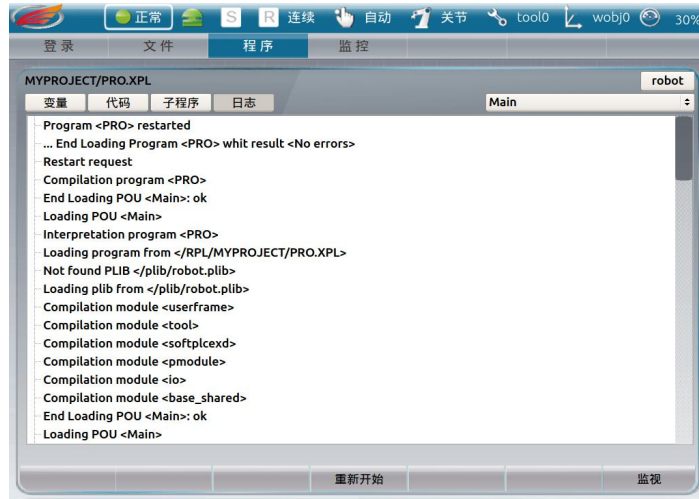 正常 S R 连续 自动 关节 tool0 wobj0 30%
登录 文件 程序 监控
MYPROJECT/PRO.XPL robot
变量 代码 子程序 日志 Main
Program <PRO> restarted
... End Loading Program <PRO> whit result <No errors>
Restart request
Compilation program <PRO>
End Loading POU <Main>: ok
Loading POU <Main>
Interpretation program <PRO>
Loading program from </RPL/MYPROJECT/PRO.XPL>
Not found PLIB </plib/robot.plib>
Loading plib from </plib/robot.plib>
Compilation module <userframe>
Compilation module <tool>
Compilation module <softplcexd>
Compilation module <pmodule>
Compilation module <io>
Compilation module <base_shared>
End Loading POU <Main>: ok
Loading POU <Main>
重新开始 监视